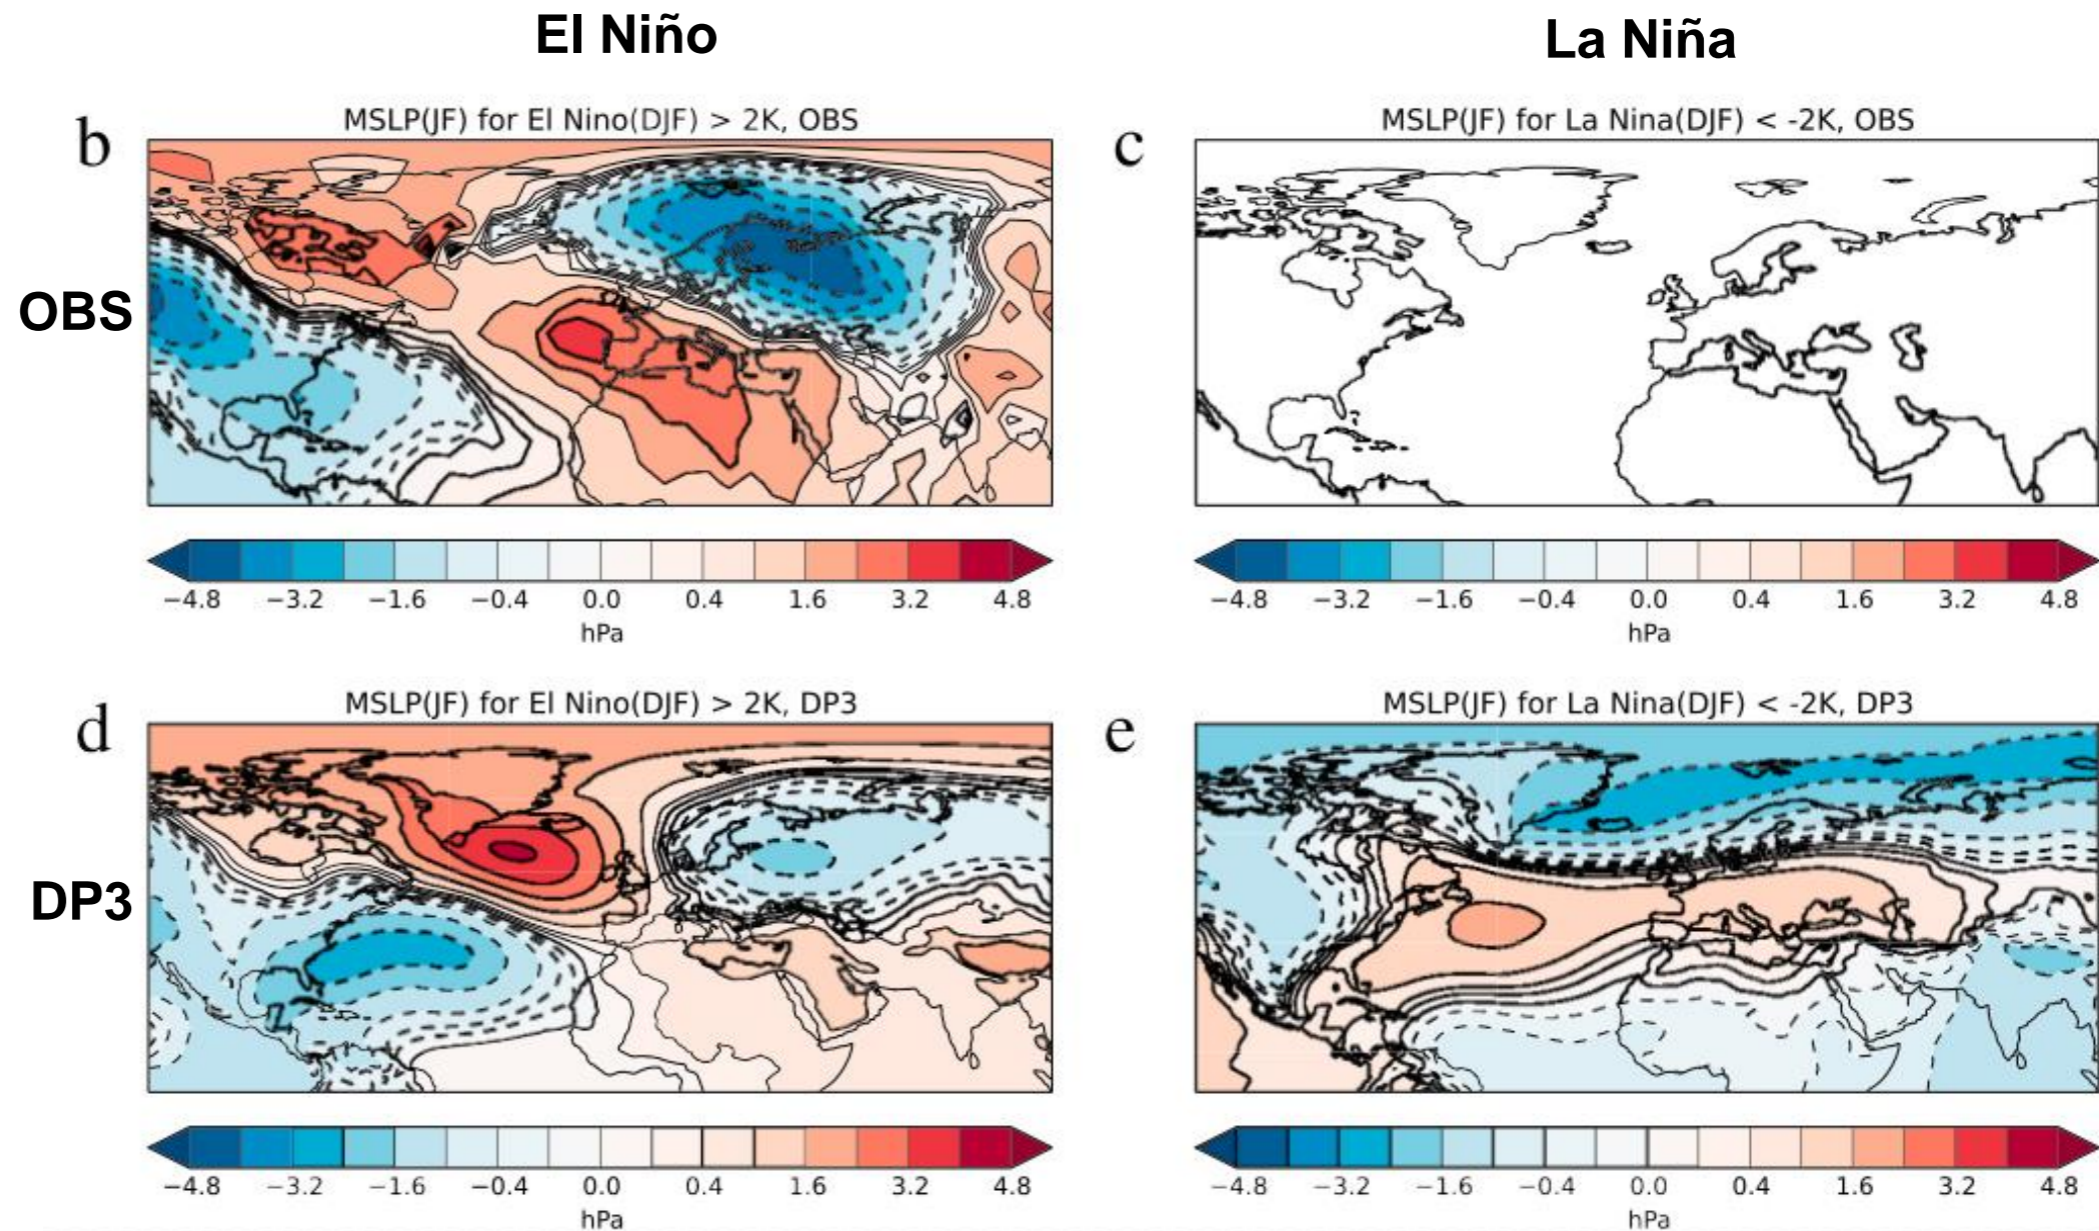 El Niño
La Niña
b
MSLP(JF) for El Nino(DJF) > 2K, OBS
c
MSLP(JF) for La Nina(DJF) < -2K, OBS
OBS
−4.8 −3.2 −1.6 −0.4 0.0 0.4 1.6 3.2 4.8
hPa
−4.8 −3.2 −1.6 −0.4 0.0 0.4 1.6 3.2 4.8
hPa
d
MSLP(JF) for El Nino(DJF) > 2K, DP3
e
MSLP(JF) for La Nina(DJF) < -2K, DP3
DP3
−4.8 −3.2 −1.6 −0.4 0.0 0.4 1.6 3.2 4.8
hPa
−4.8 −3.2 −1.6 −0.4 0.0 0.4 1.6 3.2 4.8
hPa